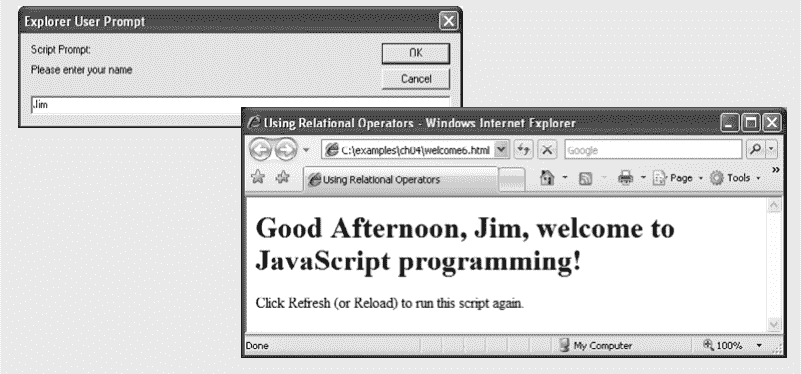 Explorer User Prompt
Script Prompt:
OK
Please enter your name
Cancel
Jim
Using Relational Operators - Windows Internet Explorer
C:\examples\ch04\welcome6.html
Google
Using Relational Operators
Page
Tools
Good Afternoon, Jim, welcome to
JavaScript programming!
Click Refresh (or Reload) to run this script again.
Done
My Computer
100%